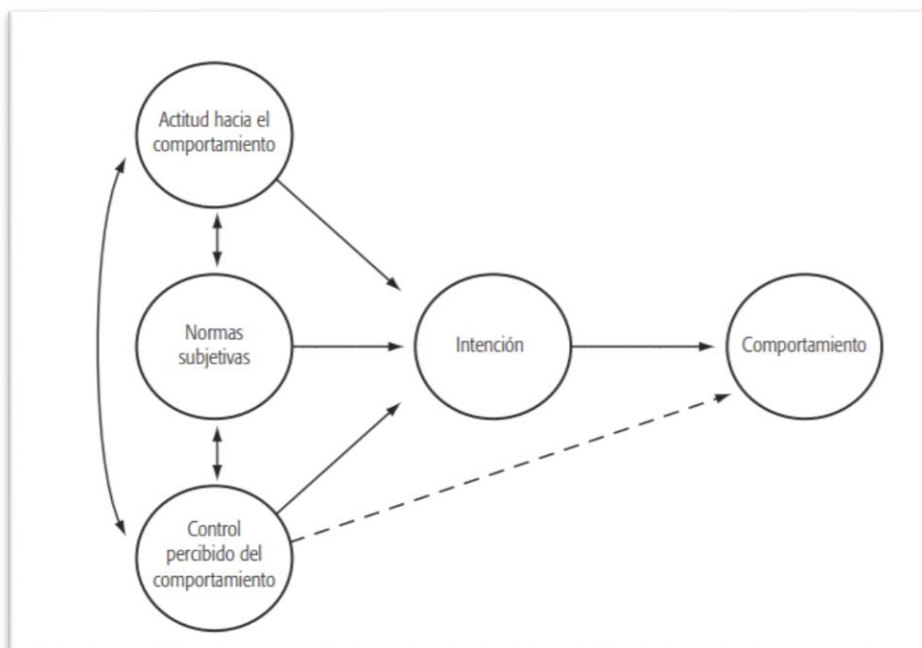 Actitud hacia el
comportamiento
Normas
subjetivas
Intención
Comportamiento
Control
percibido del
comportamiento